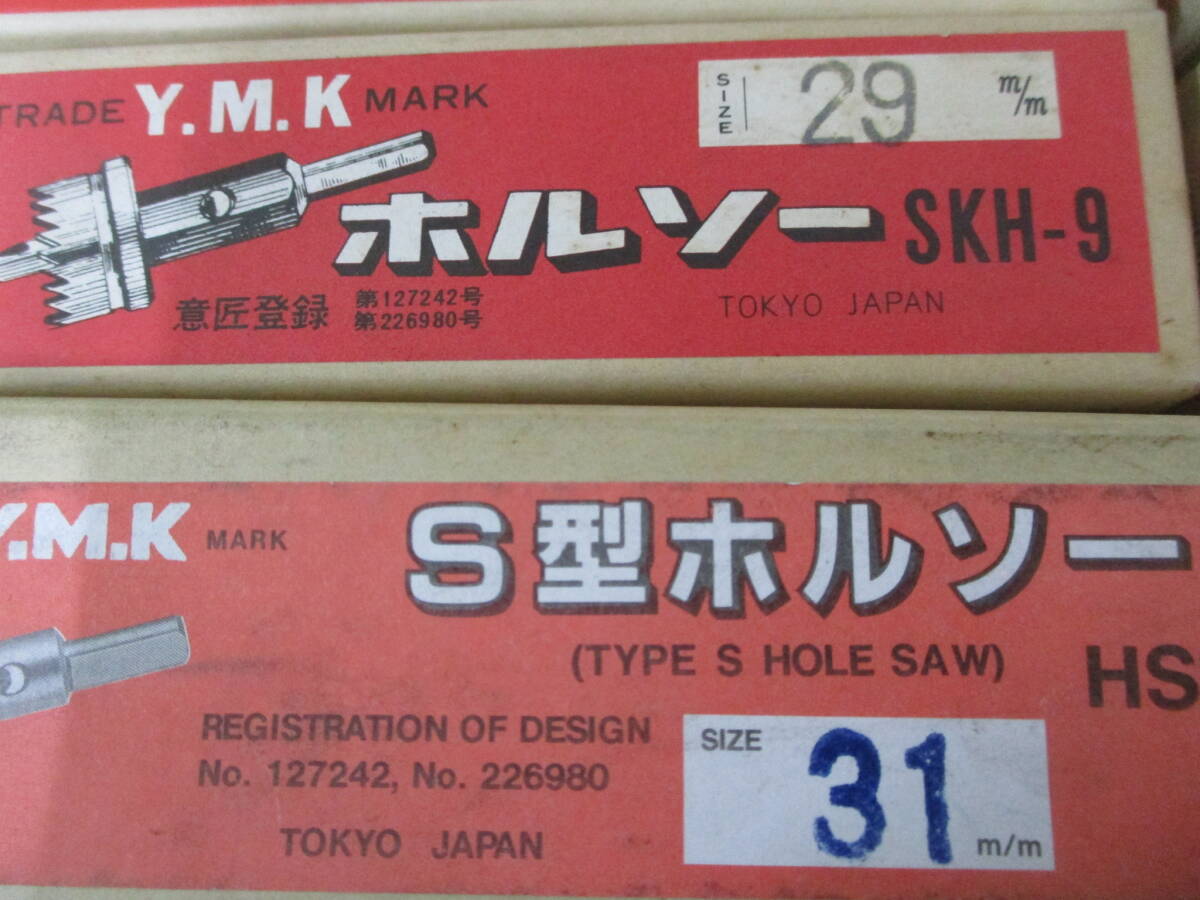 TRADE Y.M.K MARK
SIZE 29 m/m
ホルソー SKH-9
意匠登録 第127242号
第226980号
TOKYO JAPAN
Y.M.K MARK
S型ホルソー
(TYPE S HOLE SAW) HS
REGISTRATION OF DESIGN
No. 127242, No. 226980
SIZE 31 m/m
TOKYO JAPAN